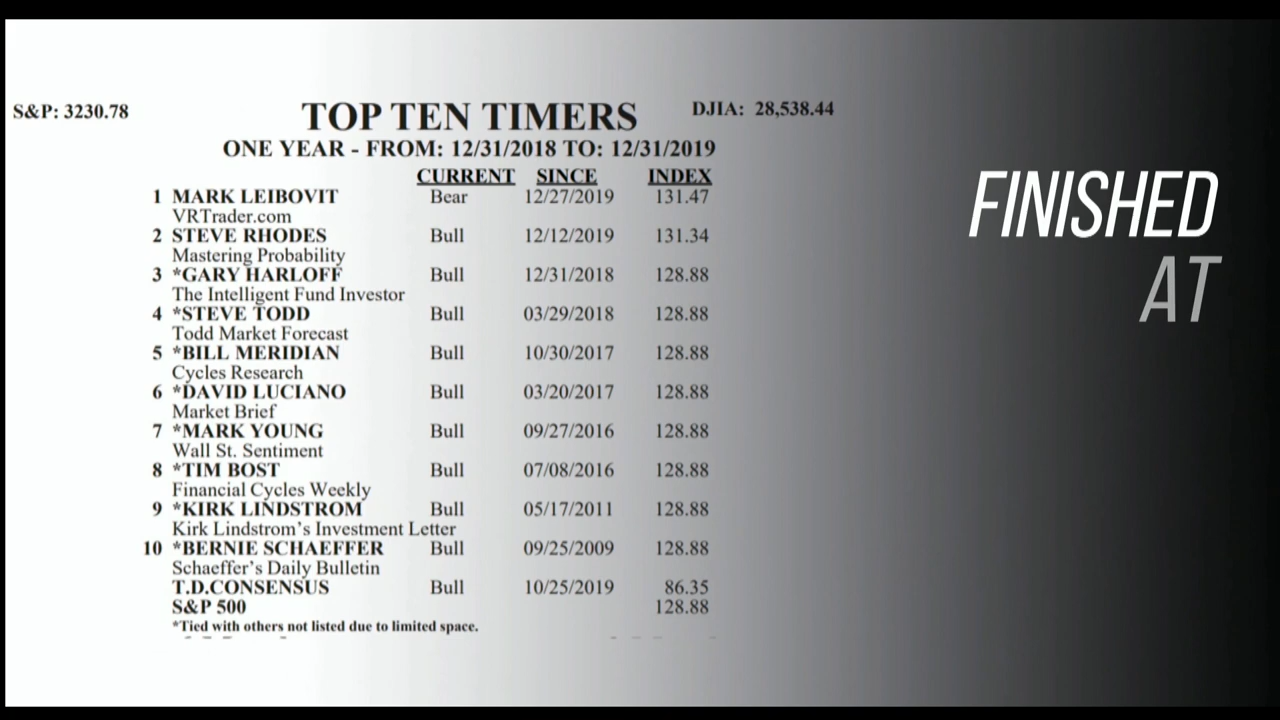 S&P: 3230.78
TOP TEN TIMERS
DJIA: 28,538.44
ONE YEAR - FROM: 12/31/2018 TO: 12/31/2019
CURRENT SINCE INDEX
1 MARK LEIBOVIT Bear 12/27/2019 131.47
VRTrader.com
2 STEVE RHODES Bull 12/12/2019 131.34
Mastering Probability
3 *GARY HARLOFF Bull 12/31/2018 128.88
The Intelligent Fund Investor
4 *STEVE TODD Bull 03/29/2018 128.88
Todd Market Forecast
5 *BILL MERIDIAN Bull 10/30/2017 128.88
Cycles Research
6 *DAVID LUCIANO Bull 03/20/2017 128.88
Market Brief
7 *MARK YOUNG Bull 09/27/2016 128.88
Wall St. Sentiment
8 *TIM BOST Bull 07/08/2016 128.88
Financial Cycles Weekly
9 *KIRK LINDSTROM Bull 05/17/2011 128.88
Kirk Lindstrom's Investment Letter
10 *BERNIE SCHAEFFER Bull 09/25/2009 128.88
Schaeffer's Daily Bulletin
T.D.CONSENSUS Bull 10/25/2019 86.35
S&P 500 128.88
*Tied with others not listed due to limited space.
FINISHED
AT